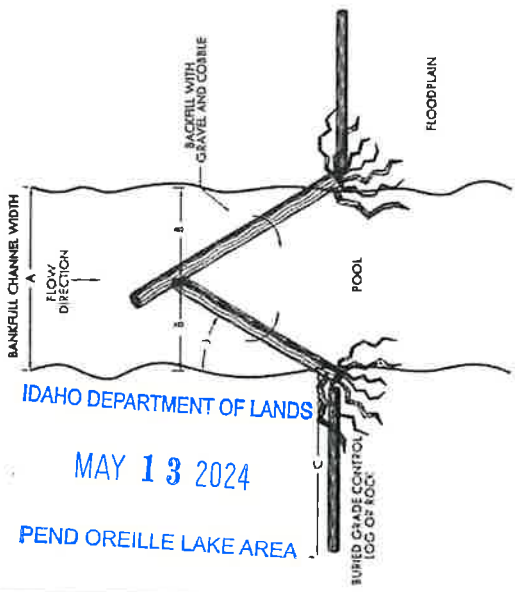 BANKFULL CHANNEL WIDTH
A
FLOW
DIRECTION
BACKFILL WITH
GRAVEL AND COBBLE
B
B
J
POOL
FLOODPLAIN
C
BURIED GRADE CONTROL
LOG OR ROCK
IDAHO DEPARTMENT OF LANDS
MAY 13 2024
PEND OREILLE LAKE AREA